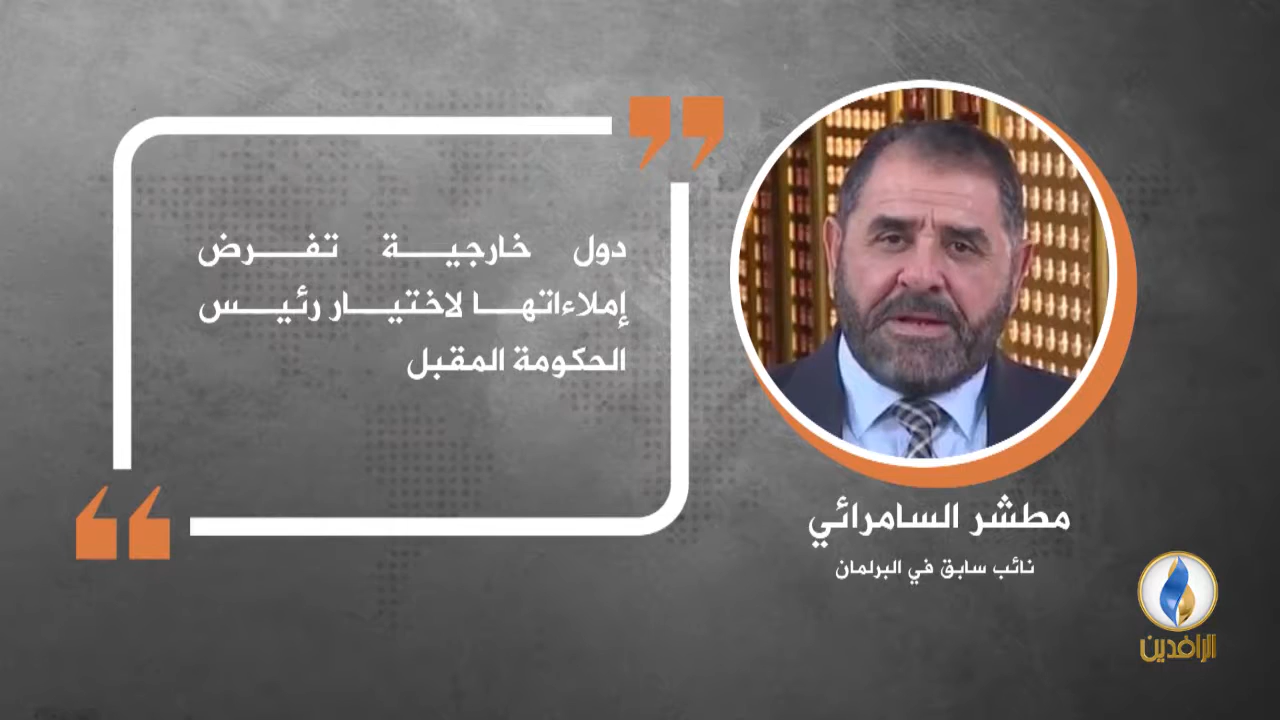 دول خارجية تفرض
إملاءاتها لاختيار رئيس
الحكومة المقبل
مطشر السامرائي
نائب سابق في البرلمان
الرافدين